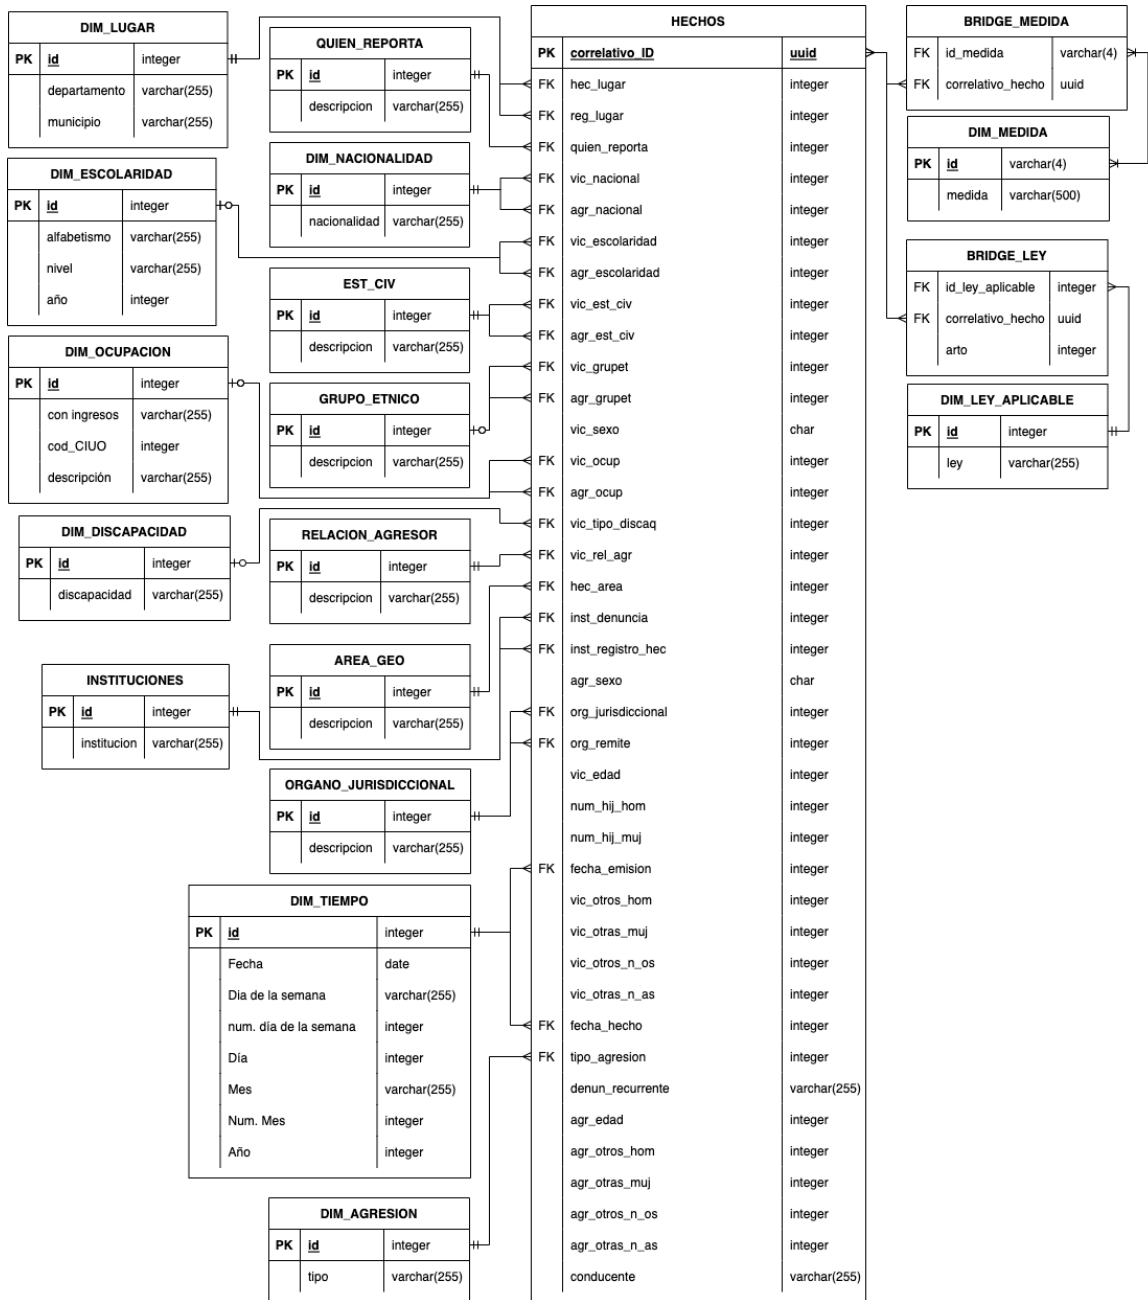 DIM_LUGAR
PK id integer
departamento varchar(255)
municipio varchar(255)
DIM_ESCOLARIDAD
PK id integer
alfabetismo varchar(255)
nivel varchar(255)
año integer
DIM_OCUPACION
PK id integer
con ingresos varchar(255)
cod_CIUO integer
descripción varchar(255)
DIM_DISCAPACIDAD
PK id integer
discapacidad varchar(255)
INSTITUCIONES
PK id integer
institucion varchar(255)
QUIEN_REPORTA
PK id integer
descripcion varchar(255)
DIM_NACIONALIDAD
PK id integer
nacionalidad varchar(255)
EST_CIV
PK id integer
descripcion varchar(255)
GRUPO_ETNICO
PK id integer
descripcion varchar(255)
RELACION_AGRESOR
PK id integer
descripcion varchar(255)
AREA_GEO
PK id integer
descripcion varchar(255)
ORGANO_JURISDICCIONAL
PK id integer
descripcion varchar(255)
DIM_TIEMPO
PK id integer
Fecha date
Dia de la semana varchar(255)
num. día de la semana integer
Día integer
Mes varchar(255)
Num. Mes integer
Año integer
DIM_AGRESION
PK id integer
tipo varchar(255)
HECHOS
PK correlativo_ID uuid
FK hec_lugar integer
FK reg_lugar integer
FK quien_reporta integer
FK vic_nacional integer
FK agr_nacional integer
FK vic_escolaridad integer
FK agr_escolaridad integer
FK vic_est_civ integer
FK agr_est_civ integer
FK vic_grupet integer
FK agr_grupet integer
vic_sexo char
FK vic_ocup integer
FK agr_ocup integer
FK vic_tipo_discaq integer
FK vic_rel_agr integer
FK hec_area integer
FK inst_denuncia integer
FK inst_registro_hec integer
agr_sexo char
FK org_jurisdiccional integer
FK org_remite integer
vic_edad integer
num_hij_hom integer
num_hij_muj integer
FK fecha_emision integer
vic_otros_hom integer
vic_otras_muj integer
vic_otros_n_os integer
vic_otras_n_as integer
FK fecha_hecho integer
FK tipo_agresion integer
denun_recurrente varchar(255)
agr_edad integer
agr_otros_hom integer
agr_otras_muj integer
agr_otros_n_os integer
agr_otras_n_as integer
conducente varchar(255)
BRIDGE_MEDIDA
FK id_medida varchar(4)
FK correlativo_hecho uuid
DIM_MEDIDA
PK id varchar(4)
medida varchar(500)
BRIDGE_LEY
FK id_ley_aplicable integer
FK correlativo_hecho uuid
arto integer
DIM_LEY_APLICABLE
PK id integer
ley varchar(255)